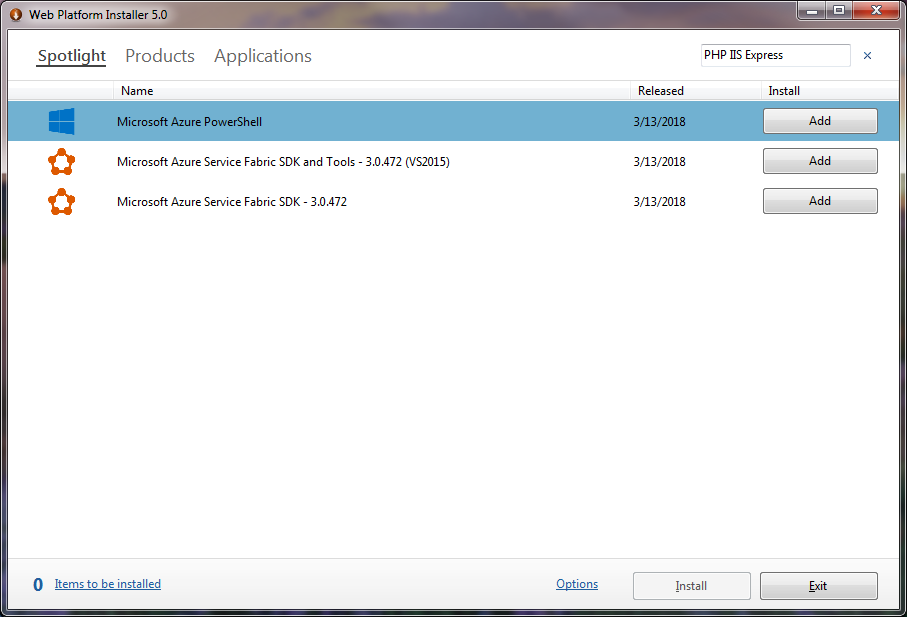 Web Platform Installer 5.0
Spotlight Products Applications PHP IIS Express
Name Released Install
Microsoft Azure PowerShell 3/13/2018 Add
Microsoft Azure Service Fabric SDK and Tools - 3.0.472 (VS2015) 3/13/2018 Add
Microsoft Azure Service Fabric SDK - 3.0.472 3/13/2018 Add
0 Items to be installed Options Install Exit